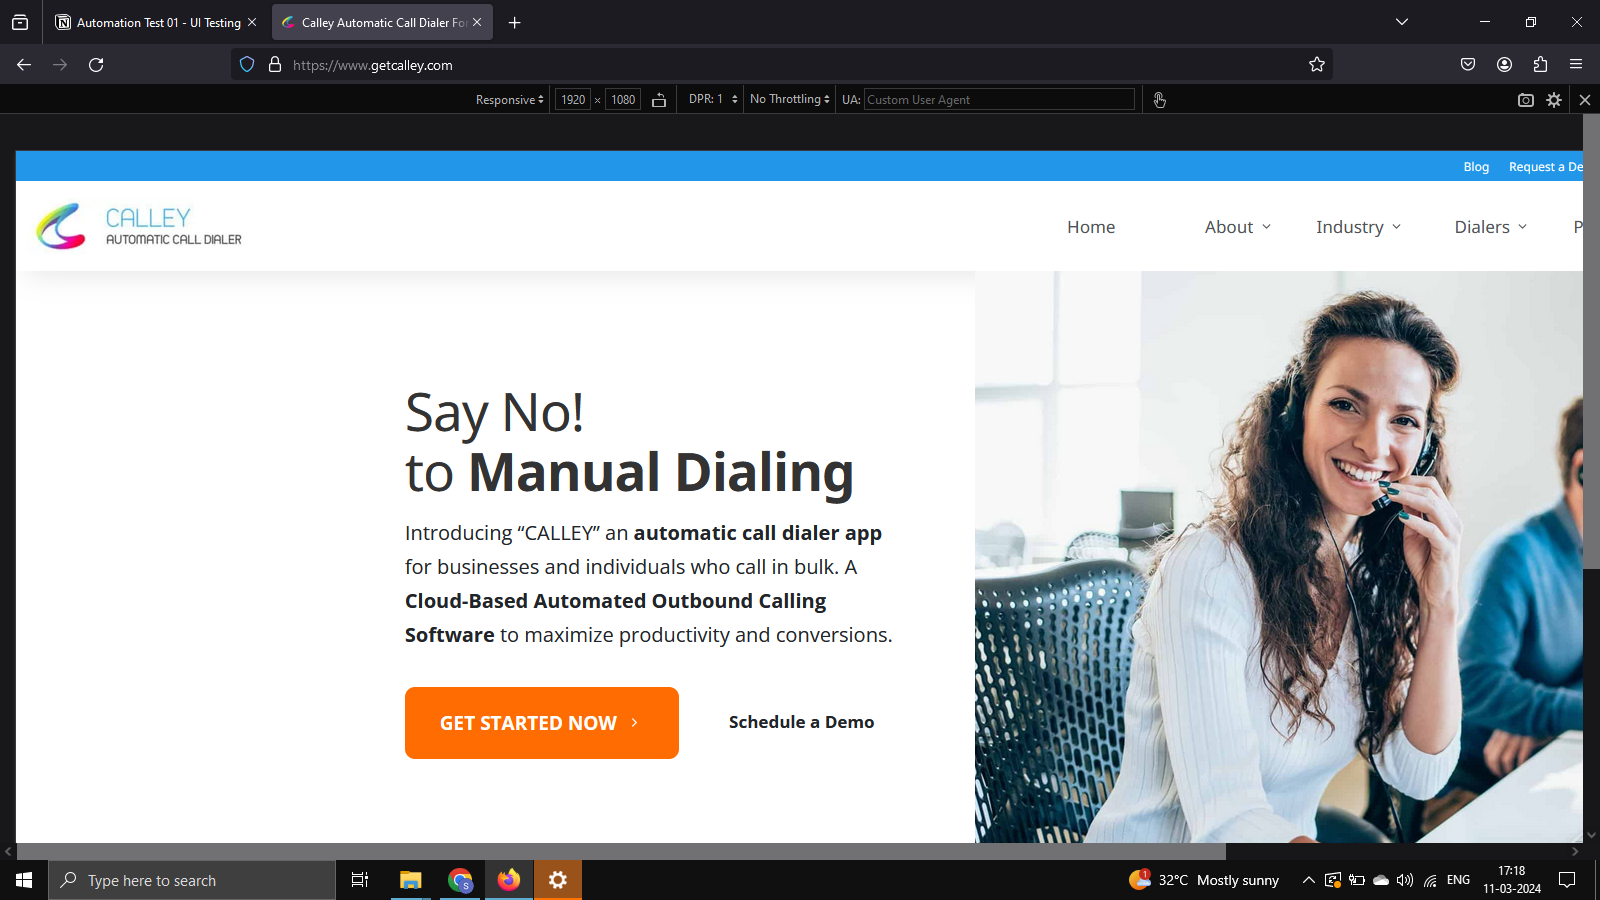 Automation Test 01 - UI Testing
Calley Automatic Call Dialer For
https://www.getcalley.com
Responsive 1920 × 1080 DPR: 1 No Throttling UA: Custom User Agent
Blog Request a De
CALLEY
AUTOMATIC CALL DIALER
Home About Industry Dialers P
Say No!
to Manual Dialing
Introducing “CALLEY” an automatic call dialer app
for businesses and individuals who call in bulk. A
Cloud-Based Automated Outbound Calling
Software to maximize productivity and conversions.
GET STARTED NOW
Schedule a Demo
Type here to search
S
1
32°C Mostly sunny
ENG
17:18
11-03-2024